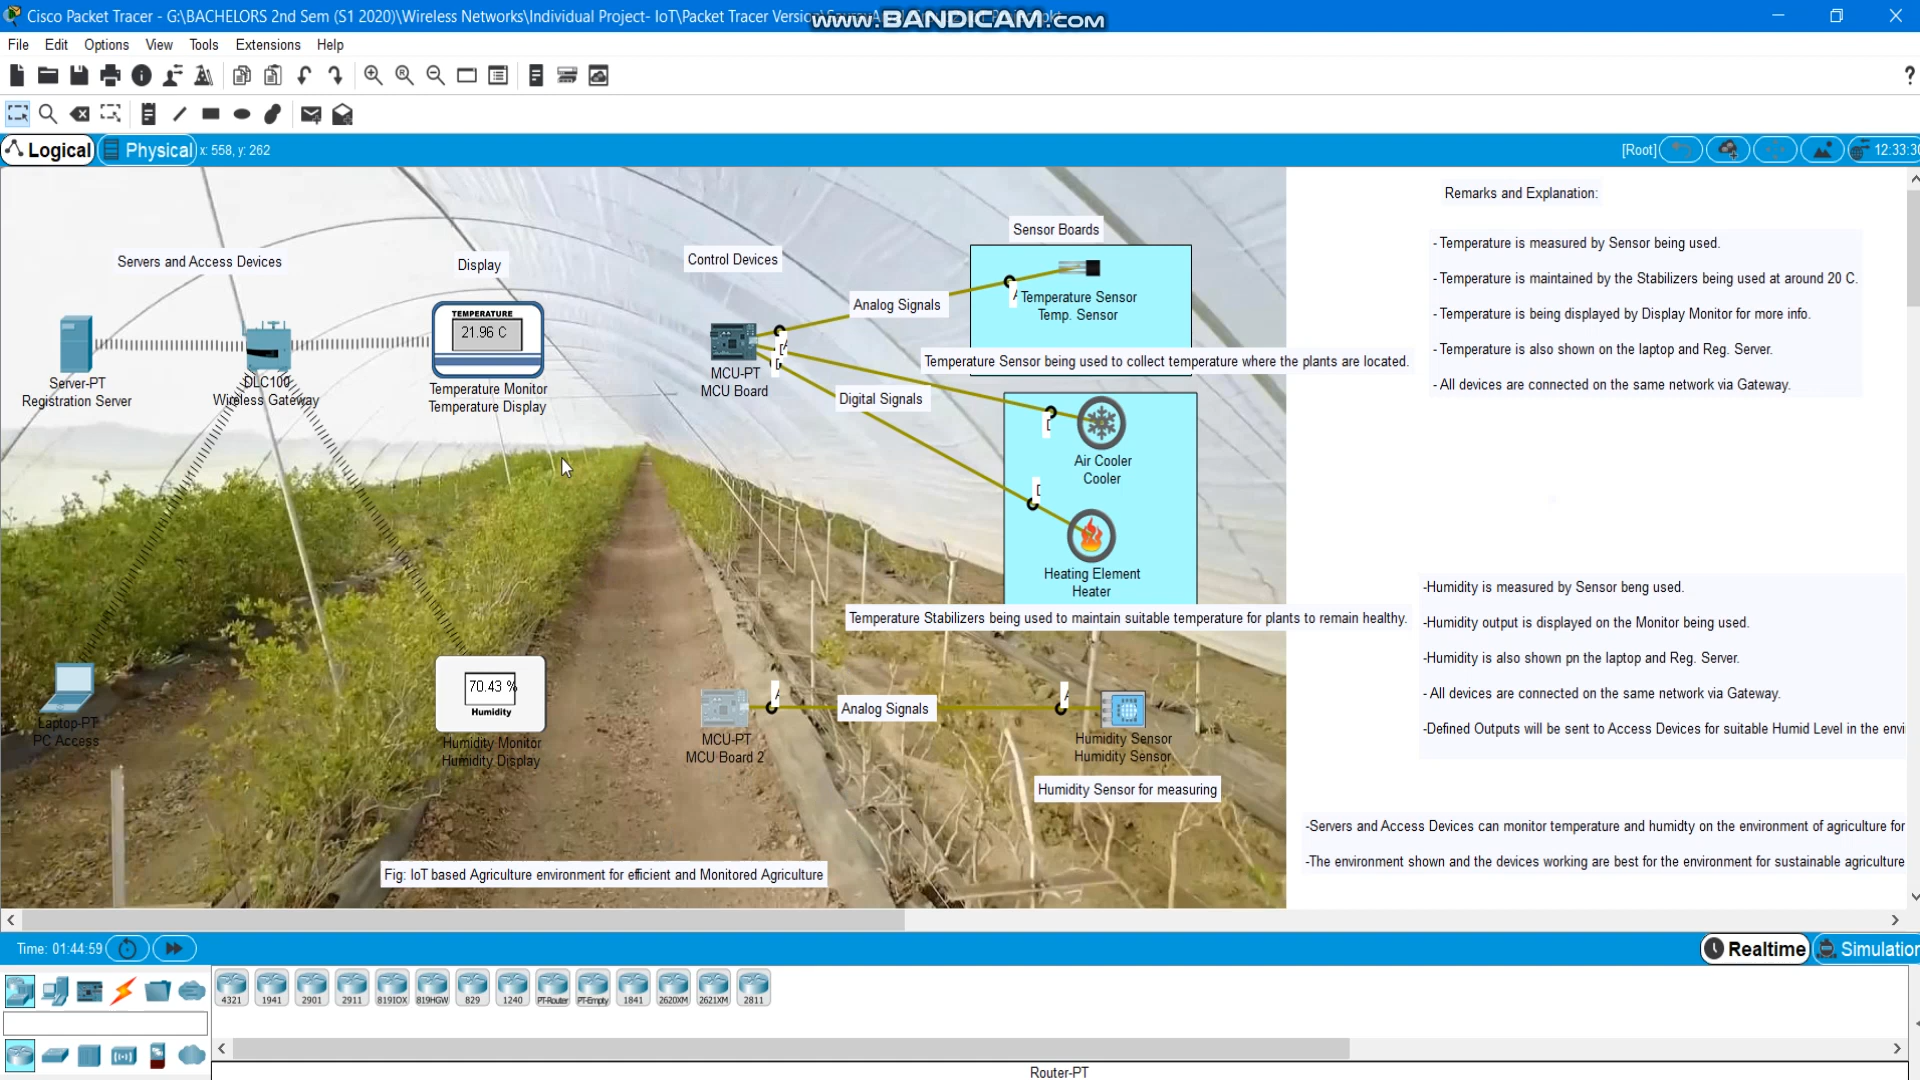 Cisco Packet Tracer - G:\BACHELORS 2nd Sem (S1 2020)\Wireless Networks\Individual Project- IoT\Packet Tracer Versio
www.BANDICAM.com
File Edit Options View Tools Extensions Help
Logical Physical x: 558, y: 262
[Root] 12:33:30
Remarks and Explanation:
Sensor Boards
Servers and Access Devices
Display
Control Devices
- Temperature is measured by Sensor being used.
- Temperature is maintained by the Stabilizers being used at around 20 C.
- Temperature is being displayed by Display Monitor for more info.
- Temperature is also shown on the laptop and Reg. Server.
- All devices are connected on the same network via Gateway.
Analog Signals
Temperature Sensor
Temp. Sensor
TEMPERATURE
21.96 C
Server-PT
Registration Server
DLC100
Wireless Gateway
Temperature Monitor
Temperature Display
MCU-PT
MCU Board
Temperature Sensor being used to collect temperature where the plants are located.
Digital Signals
Air Cooler
Cooler
Heating Element
Heater
Temperature Stabilizers being used to maintain suitable temperature for plants to remain healthy.
-Humidity is measured by Sensor beng used.
-Humidity output is displayed on the Monitor being used.
-Humidity is also shown pn the laptop and Reg. Server.
- All devices are connected on the same network via Gateway.
-Defined Outputs will be sent to Access Devices for suitable Humid Level in the envi
70.43 %
Humidity
Laptop-PT
PC Access
Humidity Monitor
Humidity Display
MCU-PT
MCU Board 2
Analog Signals
Humidity Sensor
Humidity Sensor
Humidity Sensor for measuring
-Servers and Access Devices can monitor temperature and humidty on the environment of agriculture for
-The environment shown and the devices working are best for the environment for sustainable agriculture
Fig: IoT based Agriculture environment for efficient and Monitored Agriculture
Time: 01:44:59
Realtime Simulation
4321 1941 2901 2911 819IOX 819HGW 829 1240 PT-Router PT-Empty 1841 2620XM 2621XM 2811
Router-PT